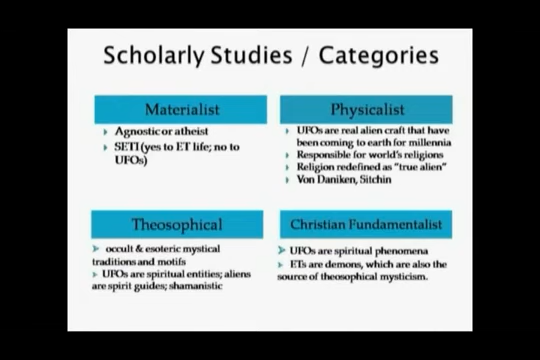 Scholarly Studies / Categories
Materialist
Agnostic or atheist
SETI (yes to ET life; no to
UFOs)
Physicalist
UFOs are real alien craft that have
been coming to earth for millennia
Responsible for world's religions
Religion redefined as "true alien"
Von Daniken, Sitchin
Theosophical
occult & esoteric mystical
traditions and motifs
UFOs are spiritual entities; aliens
are spirit guides; shamanistic
Christian Fundamentalist
UFOs are spiritual phenomena
ETs are demons, which are also the
source of theosophical mysticism.